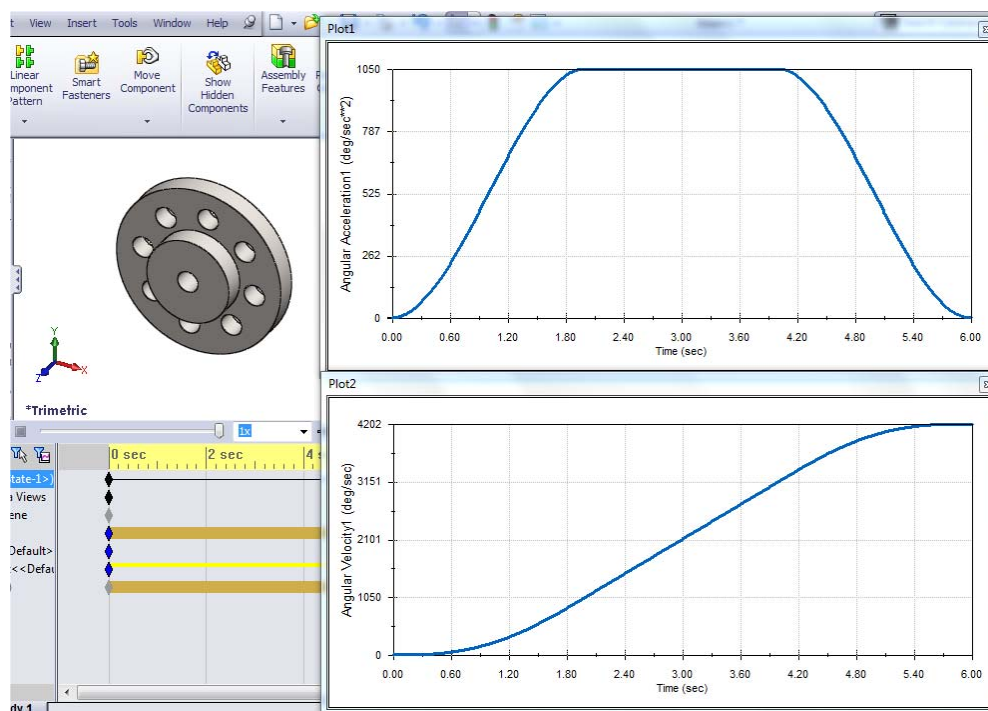 View Insert Tools Window Help
Linear
Pattern
Smart
Fasteners
Move
Component
Show
Hidden
Components
Assembly
Features
*Trimetric
1x
0 sec 2 sec 4
Views
Default>
Plot1
1050
787
525
262
0
Angular Acceleration1 (deg/sec**2)
0.00 0.60 1.20 1.80 2.40 3.00 3.60 4.20 4.80 5.40 6.00
Time (sec)
Plot2
4202
3151
2101
1050
0
Angular Velocity1 (deg/sec)
0.00 0.60 1.20 1.80 2.40 3.00 3.60 4.20 4.80 5.40 6.00
Time (sec)
Y
X
Z